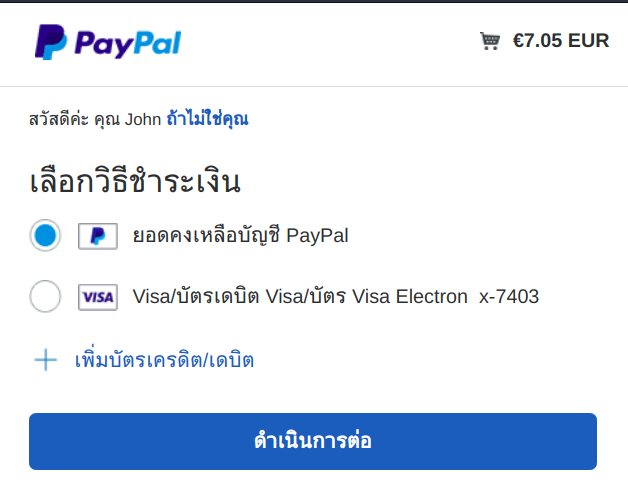 PayPal
€7.05 EUR
สวัสดีค่ะ คุณ John ถ้าไม่ใช่คุณ
เลือกวิธีชำระเงิน
ยอดคงเหลือบัญชี PayPal
VISA Visa/บัตรเดบิต Visa/บัตร Visa Electron x-7403
เพิ่มบัตรเครดิต/เดบิต
ดำเนินการต่อ